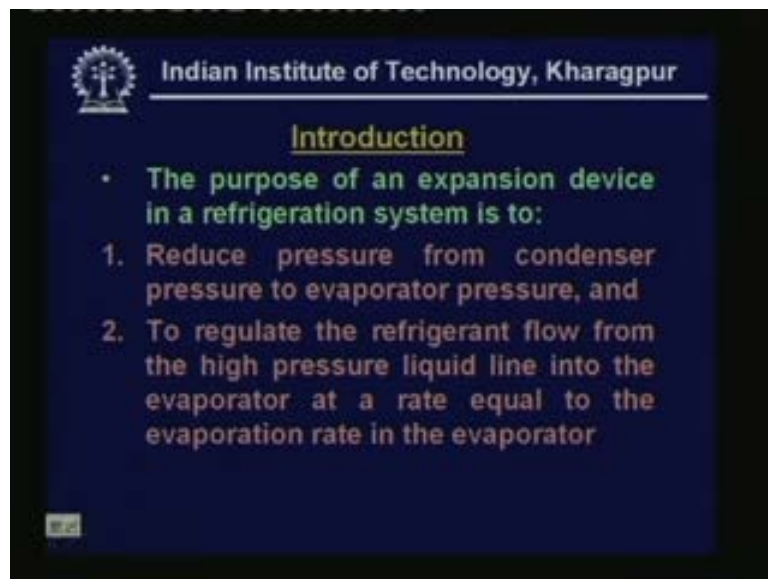 Indian Institute of Technology, Kharagpur
Introduction
• The purpose of an expansion device
in a refrigeration system is to:
1. Reduce pressure from condenser
pressure to evaporator pressure, and
2. To regulate the refrigerant flow from
the high pressure liquid line into the
evaporator at a rate equal to the
evaporation rate in the evaporator